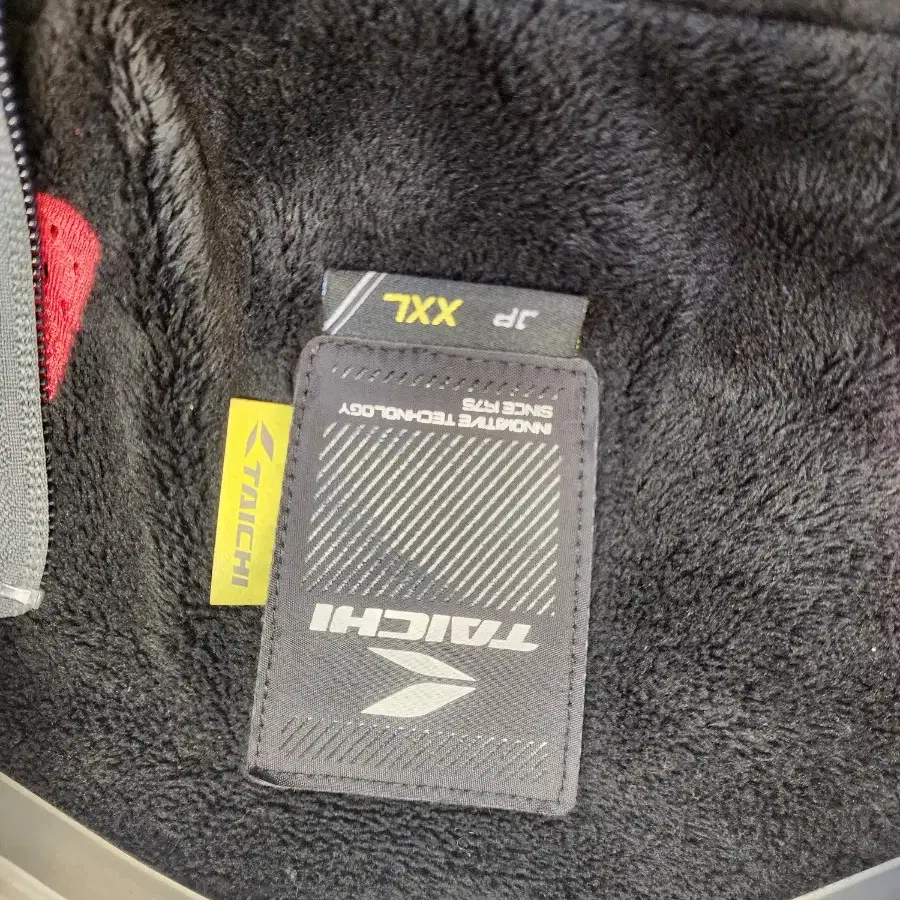 TAICHI
INNOVATIVE TECHNOLOGY
SINCE 1975
JP XXL
TAICHI